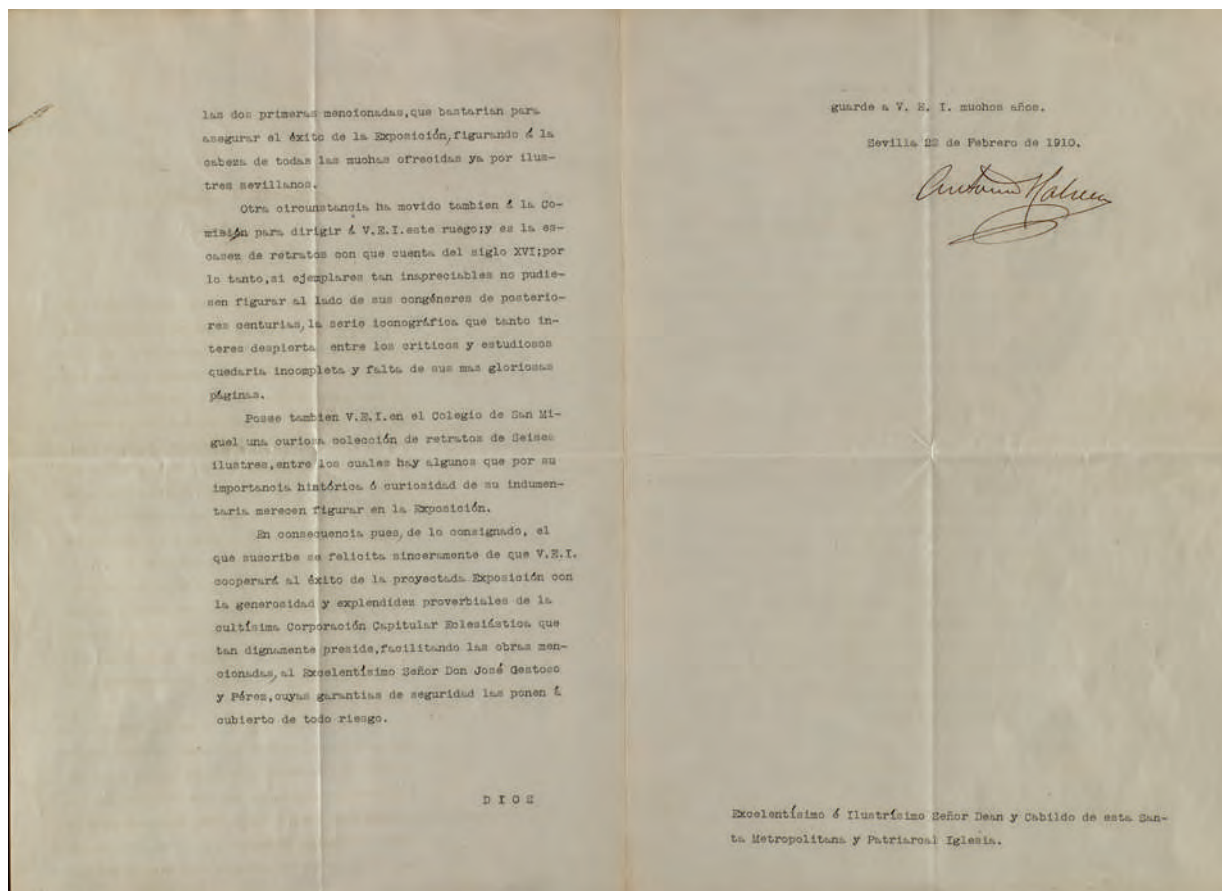 las dos primeras mencionadas,que bastarian para
asegurar el éxito de la Exposición,figurando á la
cabeza de todas las muchas ofrecidas ya por ilus-
tres sevillanos.
Otra circunstancia ha movido tambien á la Co-
misión para dirigir á V.E.I.este ruego;y es la es-
casez de retratos con que cuenta del siglo XVI;por
lo tanto,si ejemplares tan inapreciables no pudie-
sen figurar al lado de sus congéneres de posterio-
res centurias,la serie iconográfica que tanto in-
teres despierta entre los criticos y estudiosos
quedaria incompleta y falta de sus mas gloriosas
páginas.
Posee tambien V.E.I.en el Colegio de San Mi-
guel una curiosa colección de retratos de Seises
ilustres,entre los cuales hay algunos que por su
importancia histórica ó curiosidad de su indumen-
taria merecen figurar en la Exposición.
En consequencia pues,de lo consignado, el
que suscribe se felicita sinceramente de que V.E.I.
cooperará al éxito de la proyectada Exposición con
la generosidad y explendidez proverbiales de la
cultísima Corporación Capitular Eclesiástica que
tan dignamente preside,facilitando las obras men-
cionadas,al Excelentísimo Señor Don José Gestoso
y Pérez,cuyas garantias de seguridad las ponen á
cubierto de todo riesgo.
D I O S
guarde a V. E. I. muchos años.
Sevilla 22 de Febrero de 1910.
Antonio
Excelentísimo é Ilustrísimo Señor Dean y Cabildo de esta San-
ta Metropolitana y Patriarcal Iglesia.